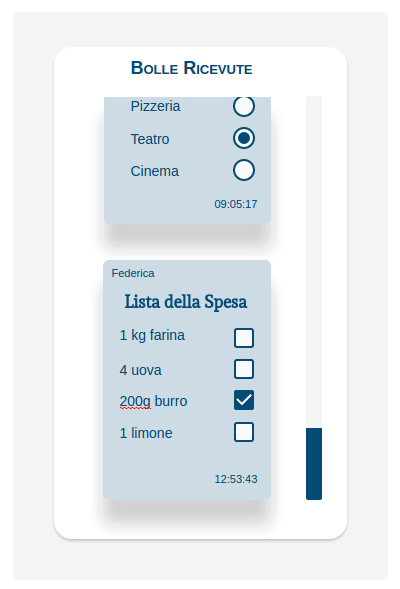 Bolle Ricevute
Pizzeria
Teatro
Cinema
09:05:17
Federica
Lista della Spesa
1 kg farina
4 uova
200g burro
1 limone
12:53:43